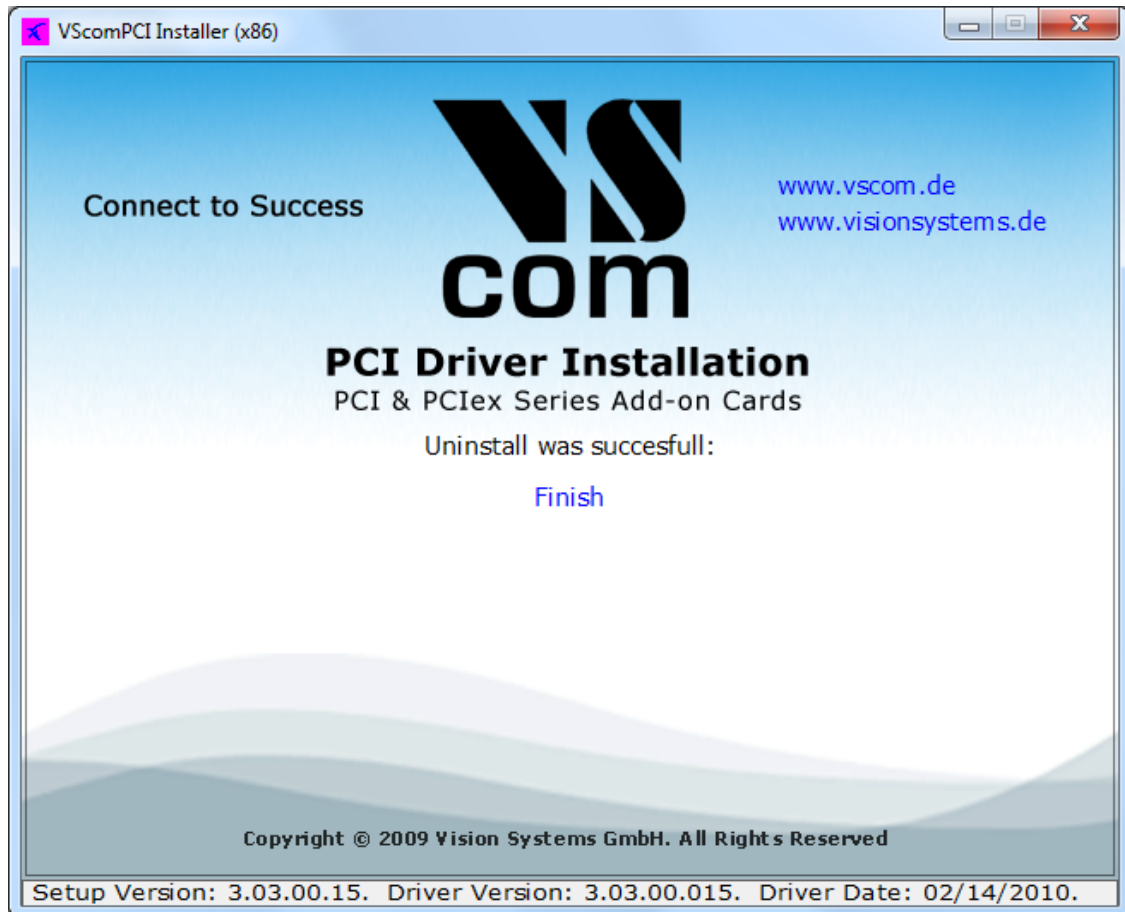 VScomPCI Installer (x86)
Connect to Success
VS
com
www.vscom.de
www.visionsystems.de
PCI Driver Installation
PCI & PCIex Series Add-on Cards
Uninstall was succesfull:
Finish
Copyright © 2009 Vision Systems GmbH. All Rights Reserved
Setup Version: 3.03.00.15. Driver Version: 3.03.00.015. Driver Date: 02/14/2010.